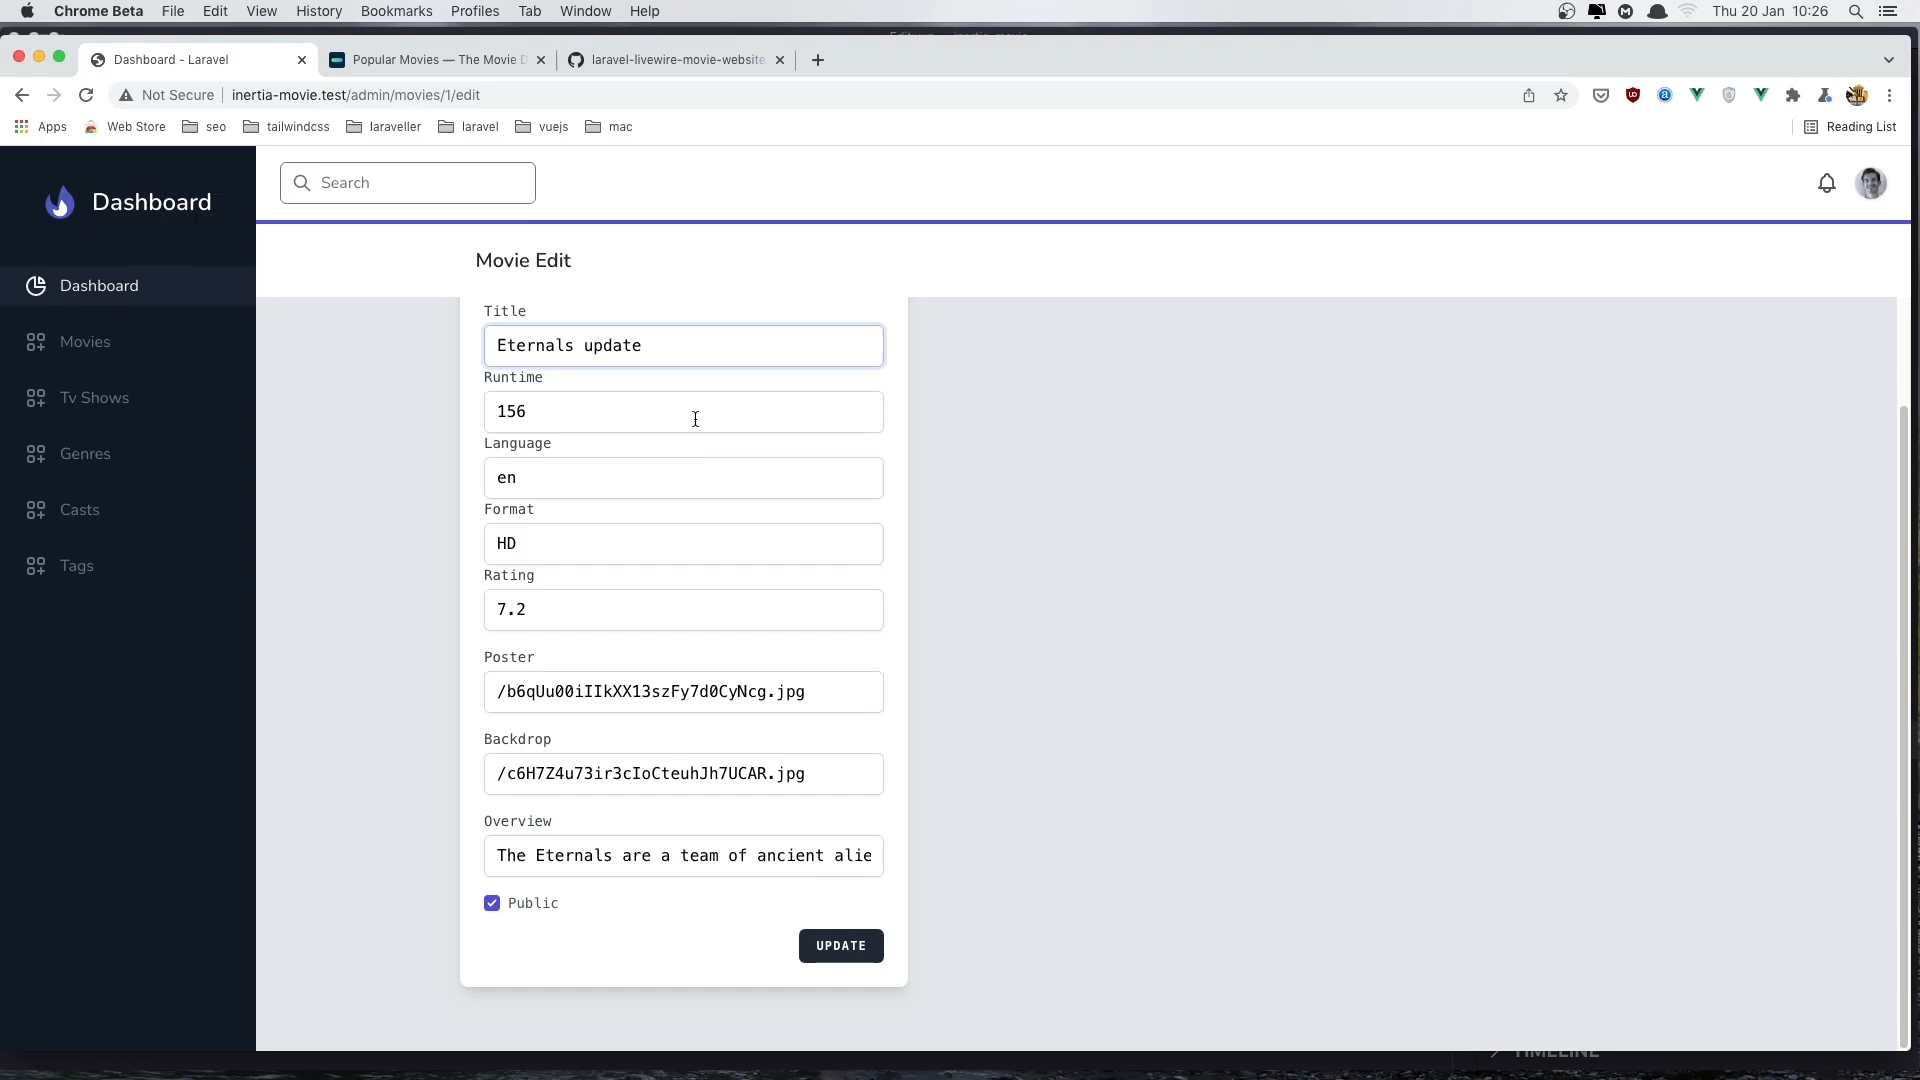 Chrome Beta File Edit View History Bookmarks Profiles Tab Window Help Thu 20 Jan 10:26
Dashboard - Laravel Popular Movies — The Movie D laravel-livewire-movie-website
Not Secure inertia-movie.test/admin/movies/1/edit
Apps Web Store seo tailwindcss laraveller laravel vuejs mac Reading List
Dashboard
Search
Movie Edit
Dashboard
Movies
Tv Shows
Genres
Casts
Tags
Title
Eternals update
Runtime
156
Language
en
Format
HD
Rating
7.2
Poster
/b6qUu00iIIkXX13szFy7d0CyNcg.jpg
Backdrop
/c6H7Z4u73ir3cIoCteuhJh7UCAR.jpg
Overview
The Eternals are a team of ancient alie
Public
UPDATE
TIMELINE